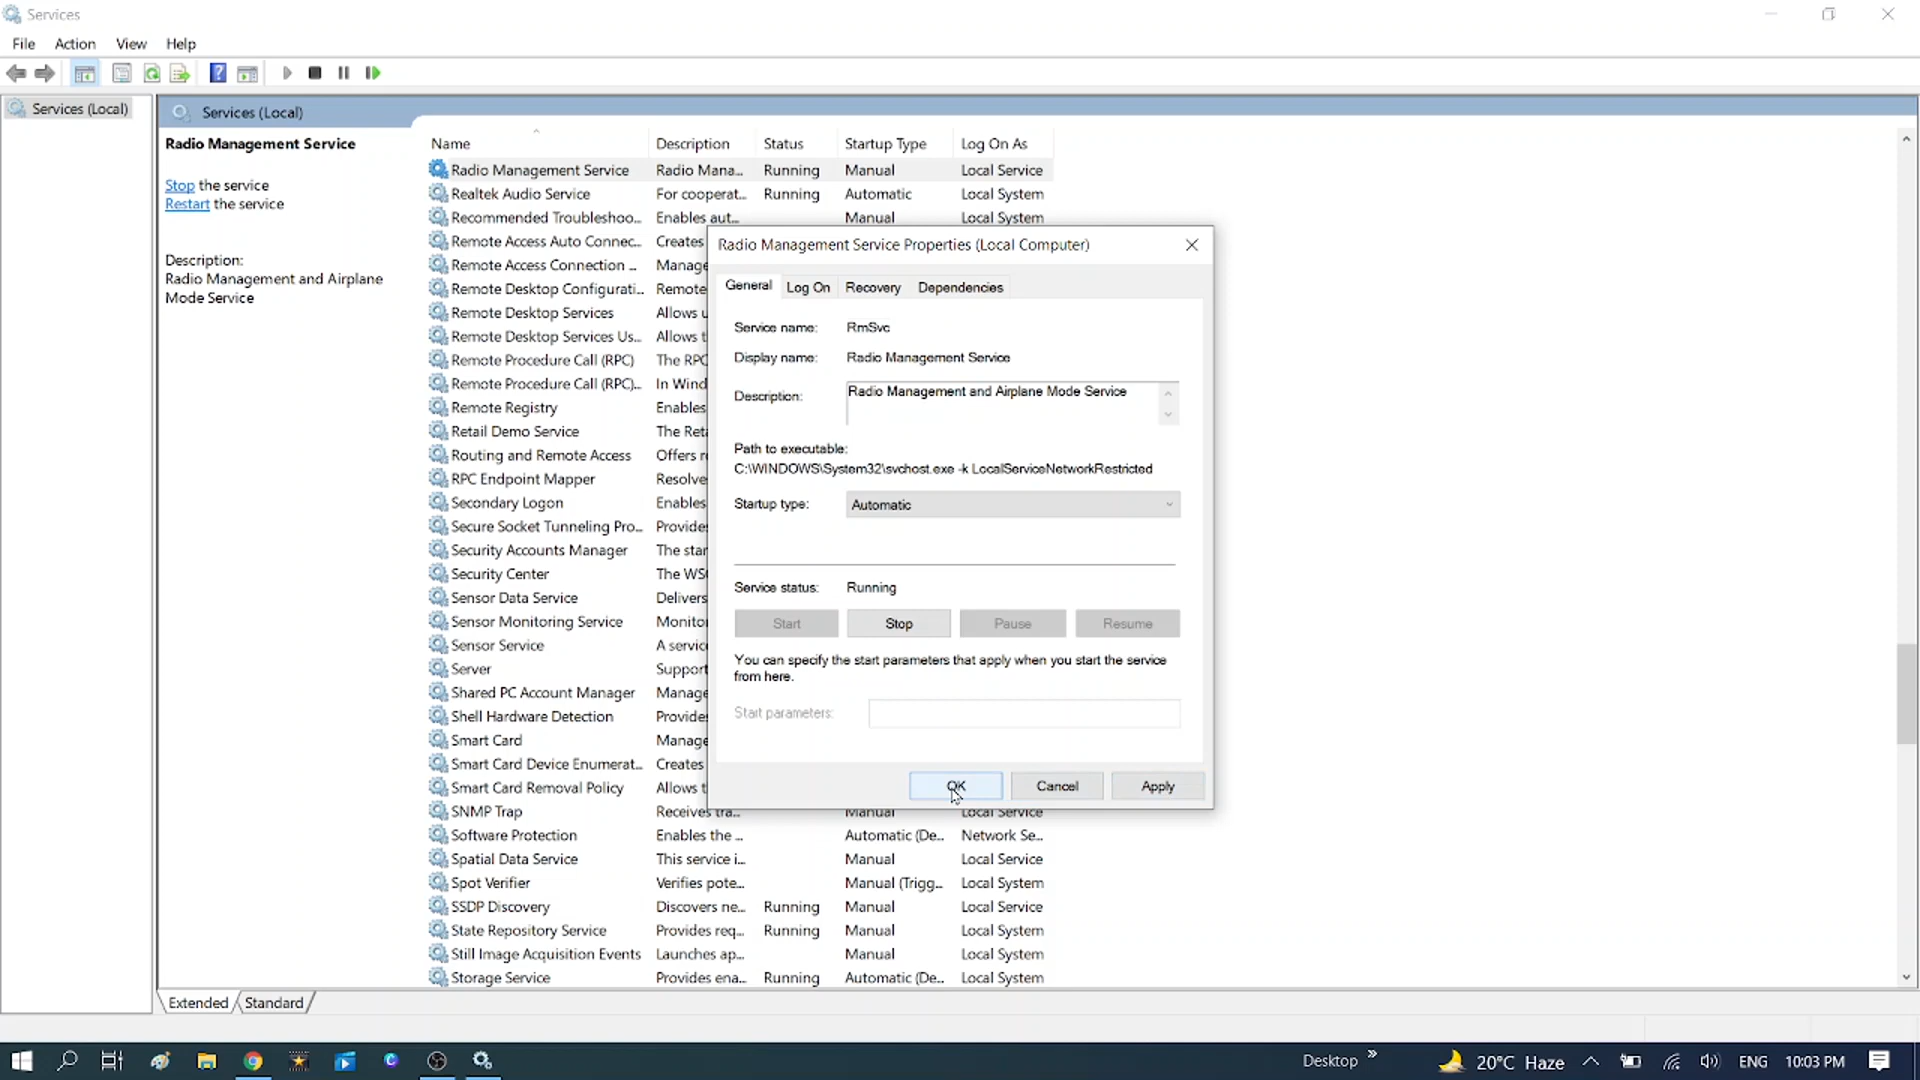 Services
File Action View Help
Services (Local)
Services (Local)
Radio Management Service
Stop the service
Restart the service
Description:
Radio Management and Airplane
Mode Service
Name Description Status Startup Type Log On As
Radio Management Service Radio Mana... Running Manual Local Service
Realtek Audio Service For cooperat... Running Automatic Local System
Recommended Troubleshoo... Enables aut... Manual Local System
Remote Access Auto Connec... Creates
Remote Access Connection ... Manage
Remote Desktop Configurati... Remote
Remote Desktop Services Allows u
Remote Desktop Services Us... Allows t
Remote Procedure Call (RPC) The RPC
Remote Procedure Call (RPC)... In Wind
Remote Registry Enables
Retail Demo Service The Reta
Routing and Remote Access Offers r
RPC Endpoint Mapper Resolve
Secondary Logon Enables
Secure Socket Tunneling Pro... Provide
Security Accounts Manager The star
Security Center The WS
Sensor Data Service Delivers
Sensor Monitoring Service Monitor
Sensor Service A servic
Server Support
Shared PC Account Manager Manage
Shell Hardware Detection Provide
Smart Card Manage
Smart Card Device Enumerat... Creates
Smart Card Removal Policy Allows t
SNMP Trap Receives tra... Manual Local Service
Software Protection Enables the ... Automatic (De... Network Se...
Spatial Data Service This service i... Manual Local Service
Spot Verifier Verifies pote... Manual (Trigg... Local System
SSDP Discovery Discovers ne... Running Manual Local Service
State Repository Service Provides req... Running Manual Local System
Still Image Acquisition Events Launches ap... Manual Local System
Storage Service Provides ena... Running Automatic (De... Local System
Radio Management Service Properties (Local Computer)
General Log On Recovery Dependencies
Service name: RmSvc
Display name: Radio Management Service
Description: Radio Management and Airplane Mode Service
Path to executable:
C:\WINDOWS\System32\svchost.exe -k LocalServiceNetworkRestricted
Startup type: Automatic
Service status: Running
Start Stop Pause Resume
You can specify the start parameters that apply when you start the service
from here.
Start parameters:
OK Cancel Apply
Extended Standard
Desktop » 20°C Haze ENG 10:03 PM